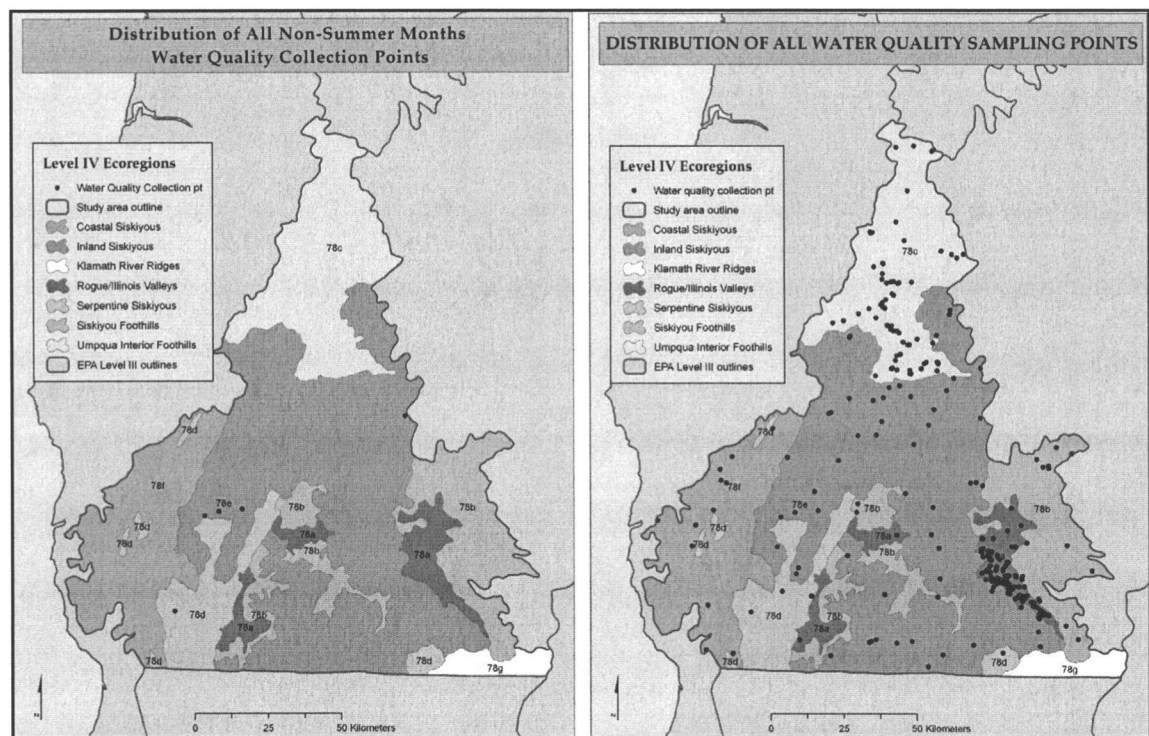 Distribution of All Non-Summer Months
Water Quality Collection Points
Level IV Ecoregions
Water Quality Collection pt
Study area outline
Coastal Siskiyous
Inland Siskiyous
Klamath River Ridges
Rogue/Illinois Valleys
Serpentine Siskiyous
Siskiyou Foothills
Umpqua Interior Foothills
EPA Level III outlines
78c
78d
78f
78e
78b
78b
78d
78a
78d
78b
78a
78d
78b
78a
78d
78d
78g
z
0 25 50 Kilometers
DISTRIBUTION OF ALL WATER QUALITY SAMPLING POINTS
Level IV Ecoregions
Water quality collection pt
Study area outline
Coastal Siskiyous
Inland Siskiyous
Klamath River Ridges
Rogue/Illinois Valleys
Serpentine Siskiyous
Siskiyou Foothills
Umpqua Interior Foothills
EPA Level III outlines
78c
78d
78f
78e
78b
78b
78a
78d
78b
78d
78b
78a
78d
78d
78g
z
0 25 50 Kilometers